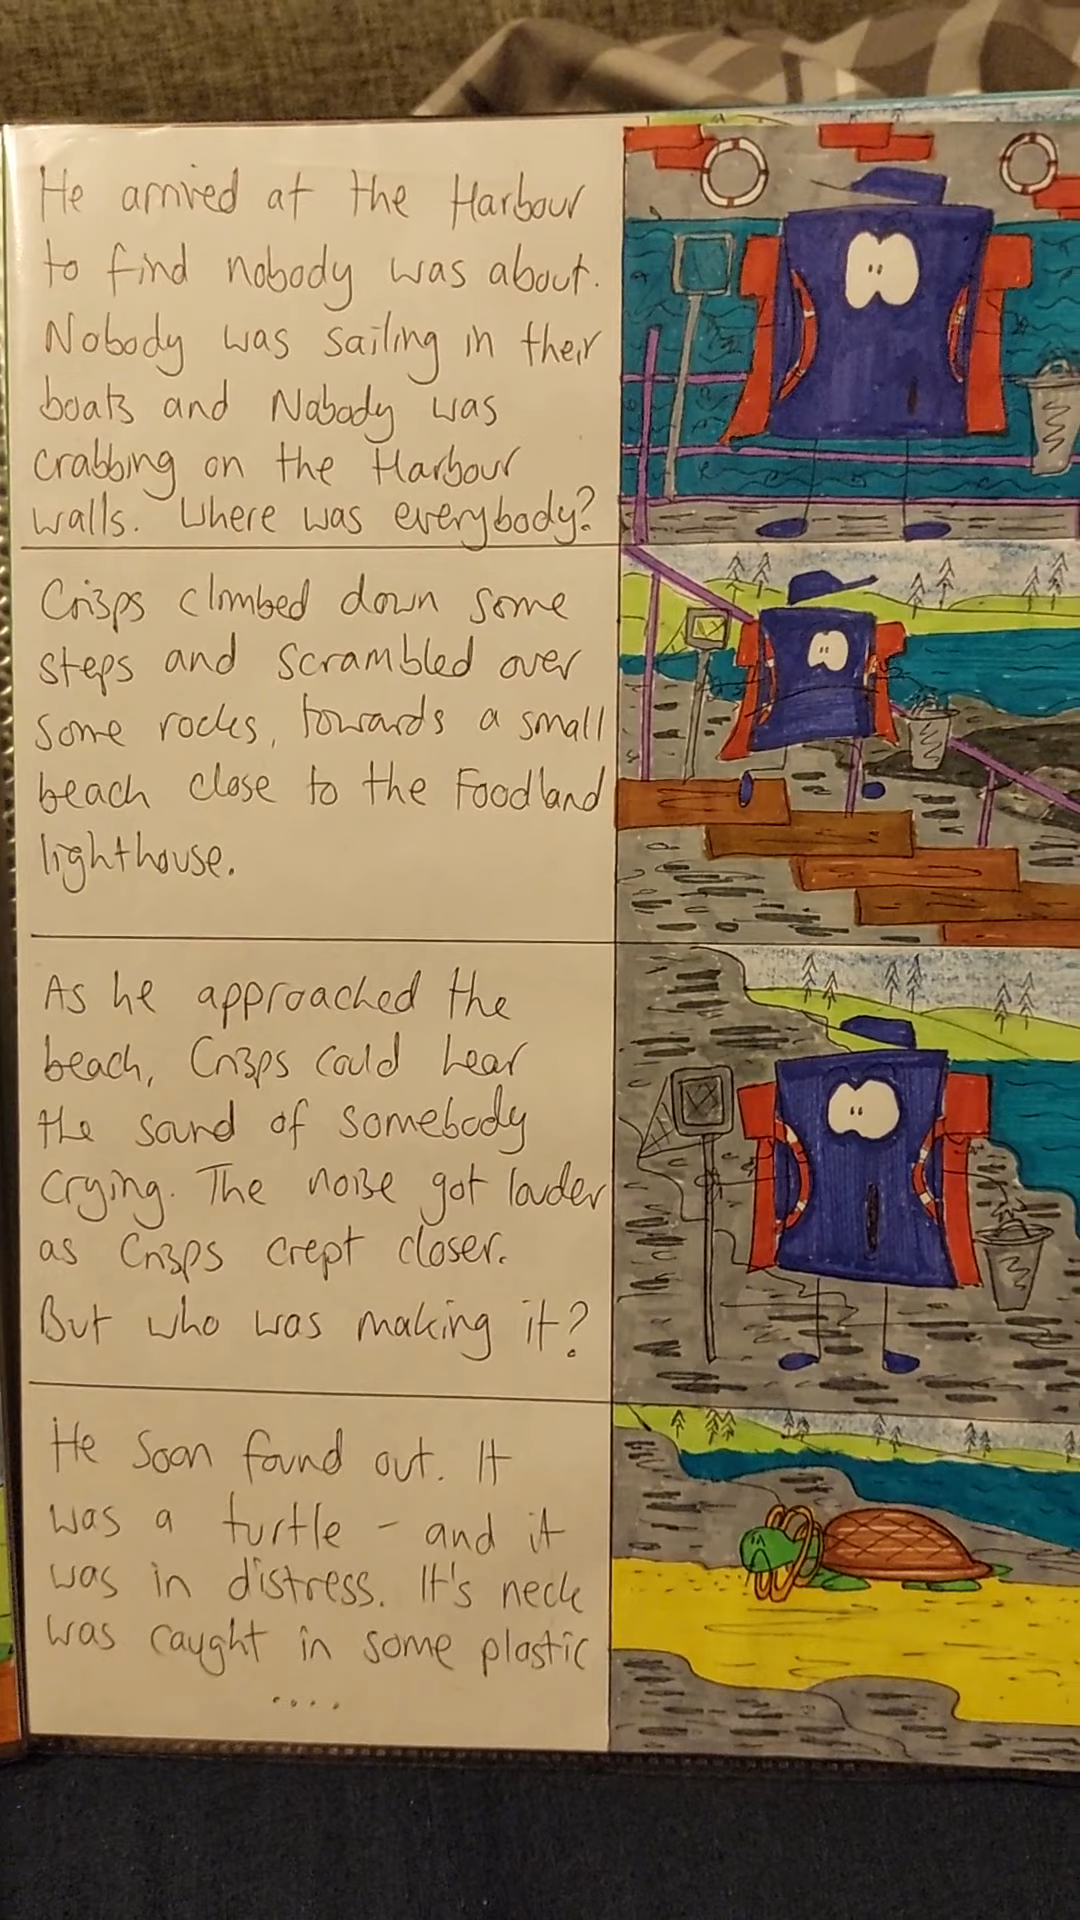 He arrived at the Harbour
to find nobody was about.
Nobody was sailing in their
boats and Nobody was
crabbing on the Harbour
walls. Where was everybody?
Crisps climbed down some
steps and scrambled over
some rocks, towards a small
beach close to the Foodland
lighthouse.
As he approached the
beach, Crisps could hear
the sound of somebody
crying. The noise got louder
as Crisps crept closer.
But who was making it?
He soon found out. It
was a turtle - and it
was in distress. It's neck
was caught in some plastic
....